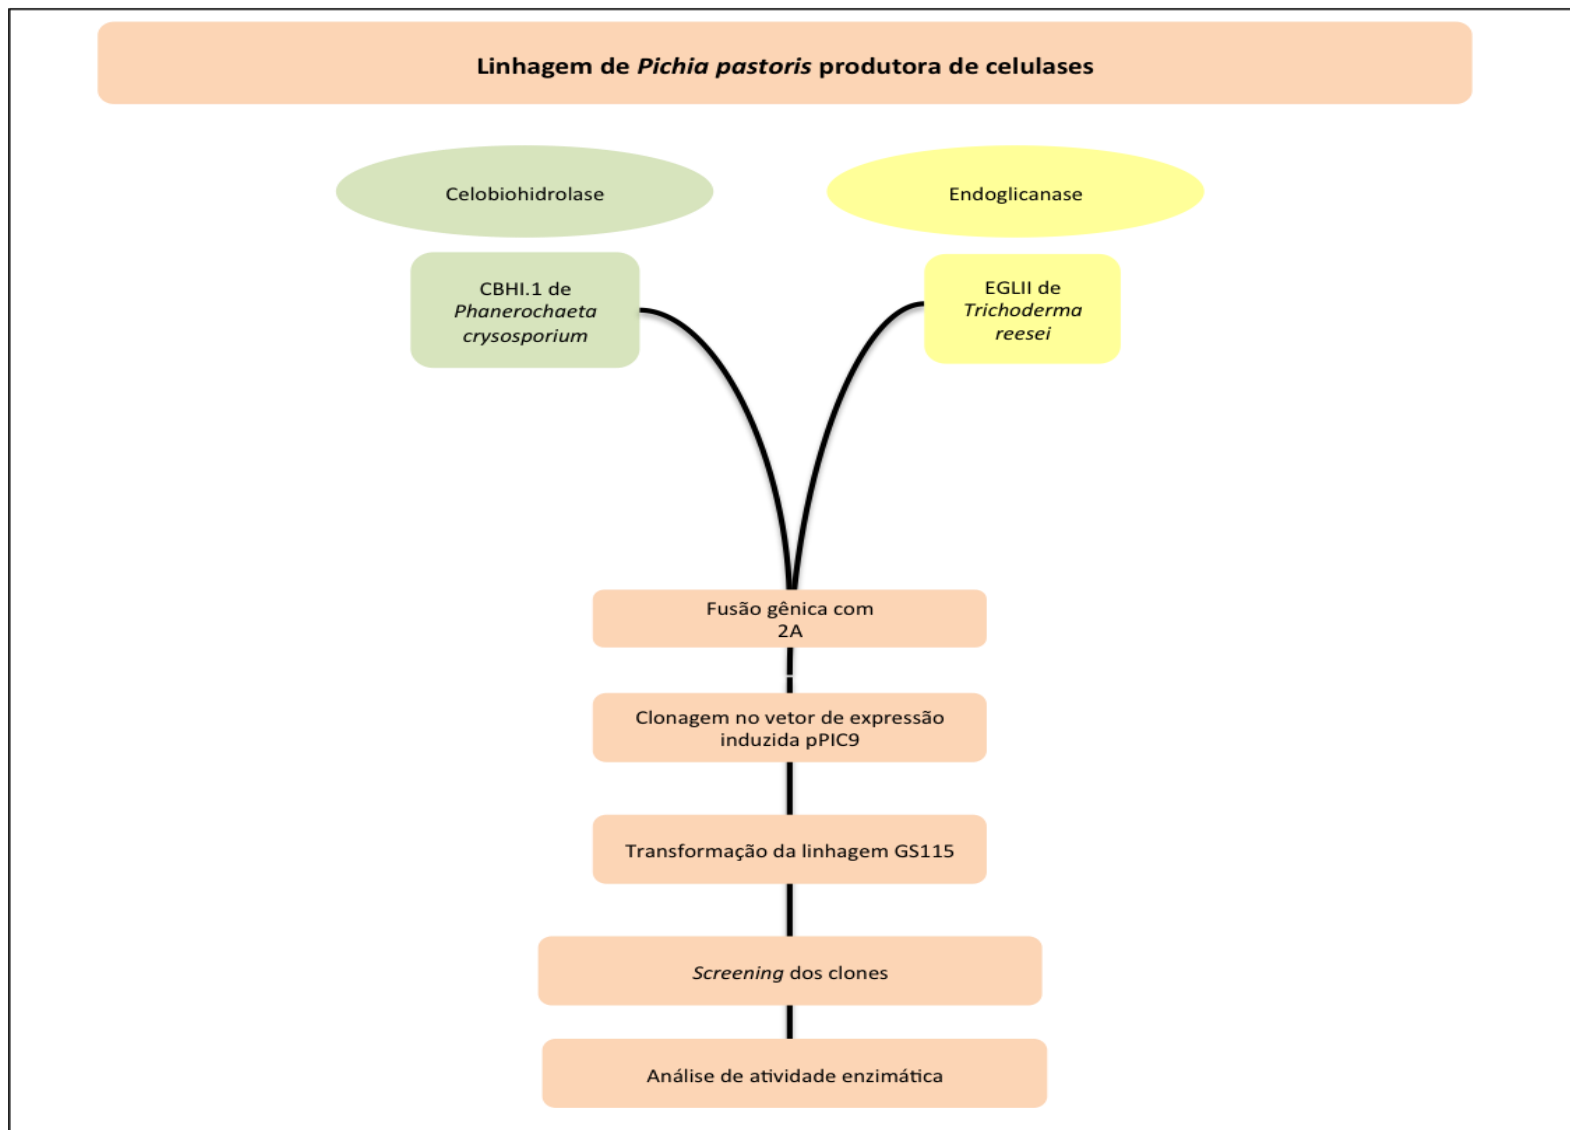 Linhagem de Pichia pastoris produtora de celulases
Celobiohidrolase
Endoglicanase
CBHI.1 de
Phanerochaeta
crysosporium
EGLII de
Trichoderma
reesei
Fusão gênica com
2A
Clonagem no vetor de expressão
induzida pPIC9
Transformação da linhagem GS115
Screening dos clones
Análise de atividade enzimática